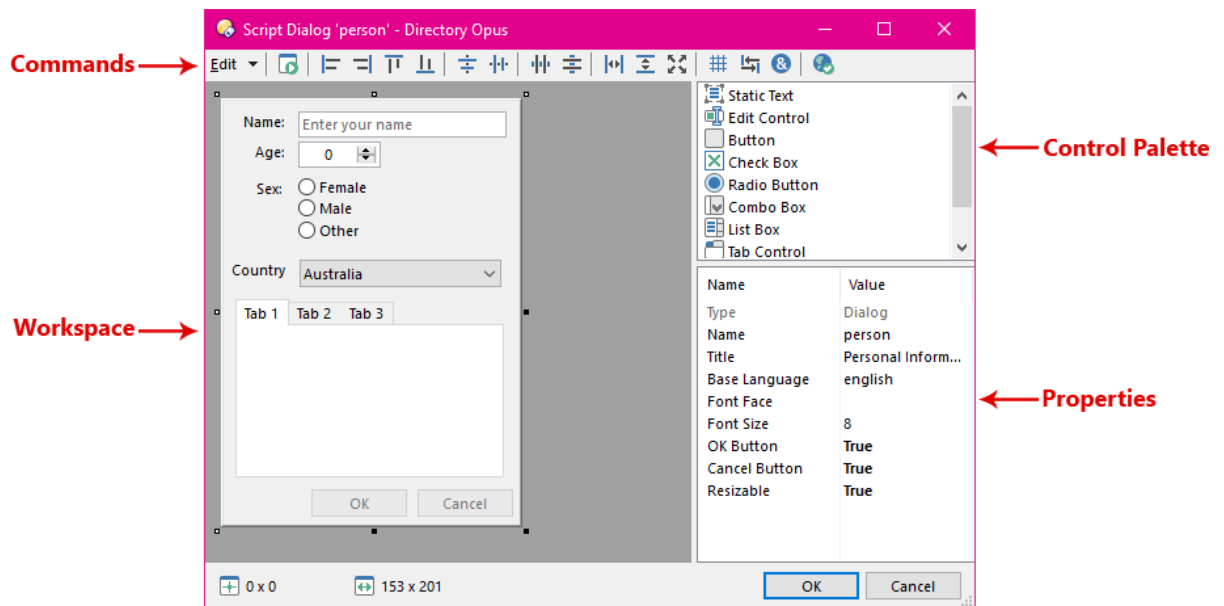 Script Dialog 'person' - Directory Opus
Commands
Edit
Name: Enter your name
Age: 0
Sex: Female
Male
Other
Country Australia
Tab 1 Tab 2 Tab 3
OK Cancel
Workspace
Static Text
Edit Control
Button
Check Box
Radio Button
Combo Box
List Box
Tab Control
Control Palette
Name Value
Type Dialog
Name person
Title Personal Inform...
Base Language english
Font Face
Font Size 8
OK Button True
Cancel Button True
Resizable True
Properties
0 x 0 153 x 201
OK Cancel